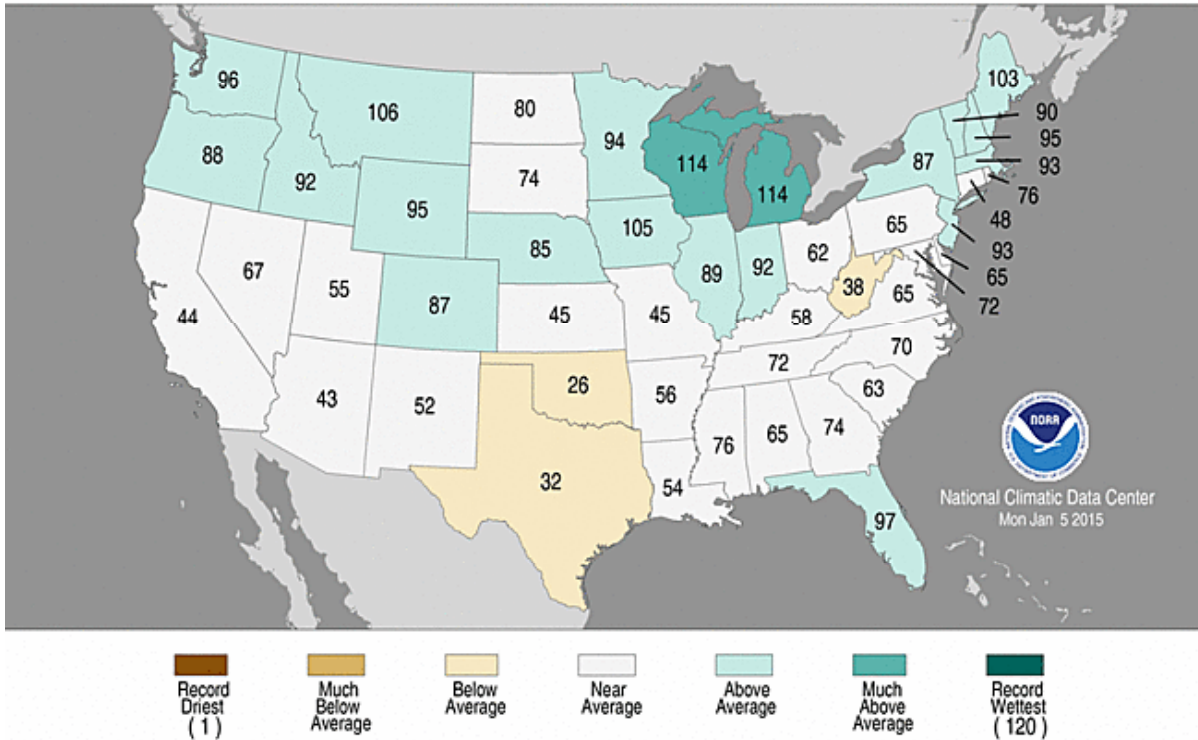 96
106
80
94
103
90
95
93
76
48
93
65
72
88
92
95
74
114
114
87
85
105
65
62
67
55
87
89
92
38
65
44
45
45
58
70
72
43
52
26
56
63
76
65
74
32
54
97
NOAA
National Climatic Data Center
Mon Jan 5 2015
Record
Driest
(1)
Much
Below
Average
Below
Average
Near
Average
Above
Average
Much
Above
Average
Record
Wettest
(120)